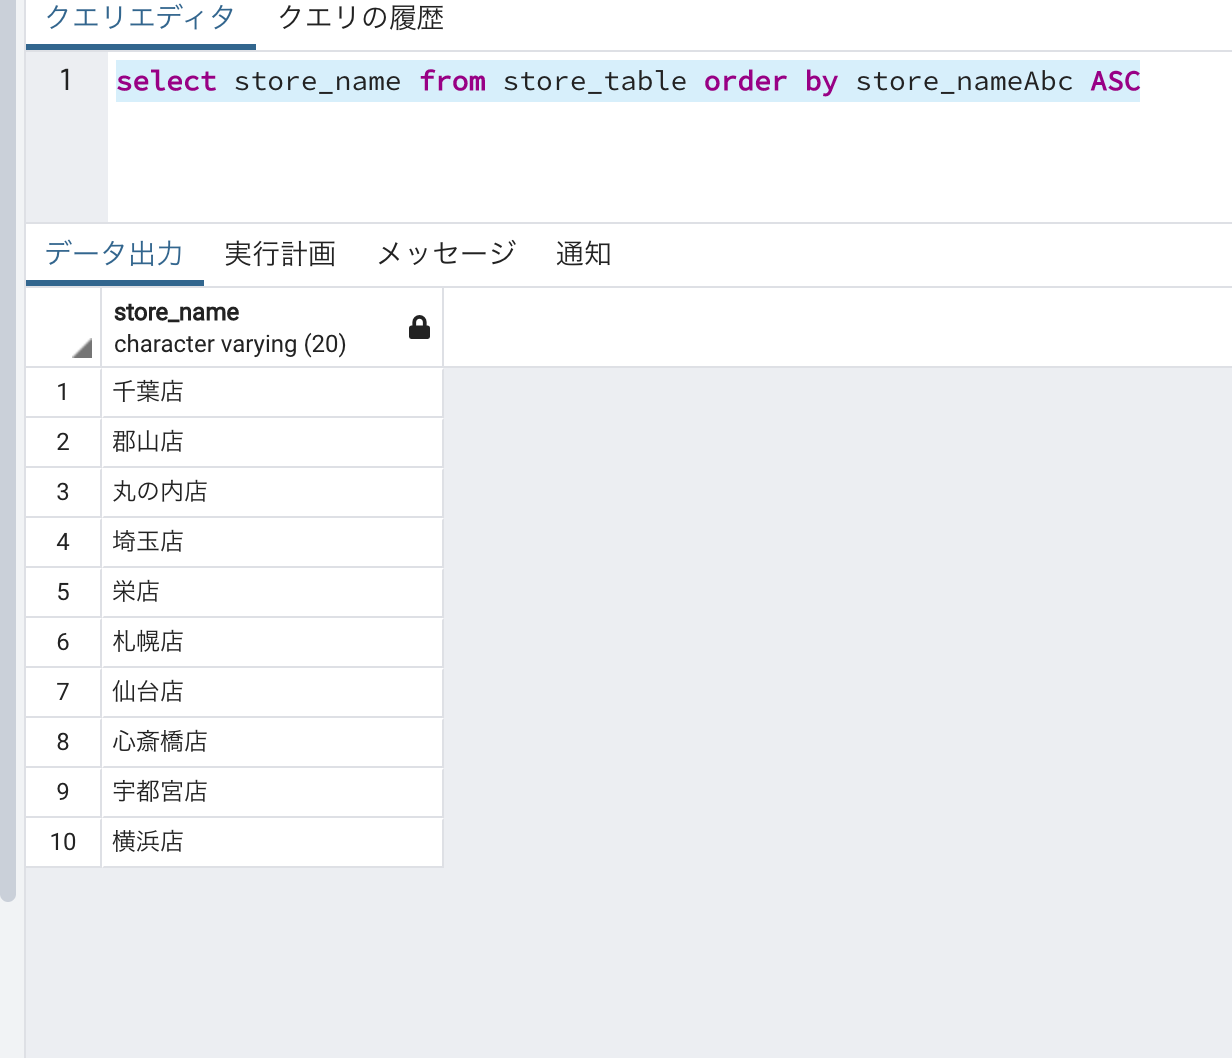 クエリエディタ クエリの履歴
1 select store_name from store_table order by store_nameAbc ASC
データ出力 実行計画 メッセージ 通知
store_name
character varying (20)
1 千葉店
2 郡山店
3 丸の内店
4 埼玉店
5 栄店
6 札幌店
7 仙台店
8 心斎橋店
9 宇都宮店
10 横浜店